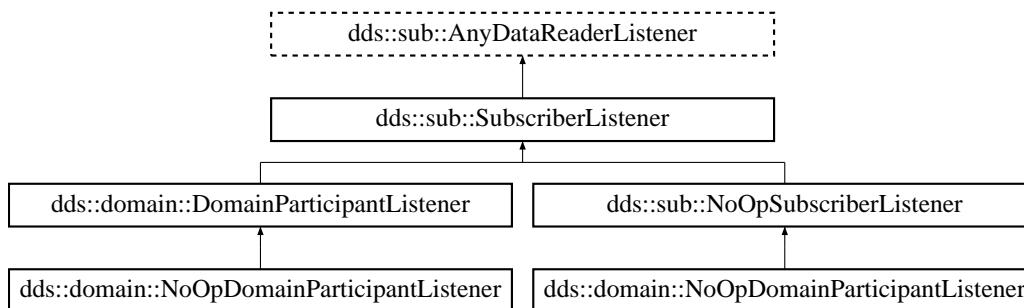 dds::sub::AnyDataReaderListener
dds::sub::SubscriberListener
dds::domain::DomainParticipantListener
dds::sub::NoOpSubscriberListener
dds::domain::NoOpDomainParticipantListener
dds::domain::NoOpDomainParticipantListener